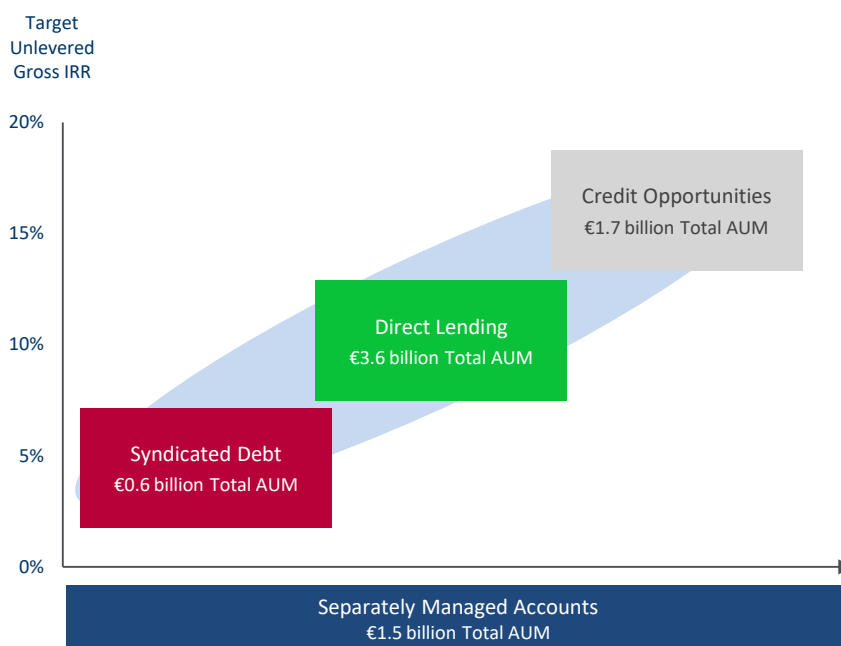 Target
Unlevered
Gross IRR
20%
Credit Opportunities
€1.7 billion Total AUM
15%
Direct Lending
€3.6 billion Total AUM
10%
Syndicated Debt
€0.6 billion Total AUM
5%
0%
Separately Managed Accounts
€1.5 billion Total AUM